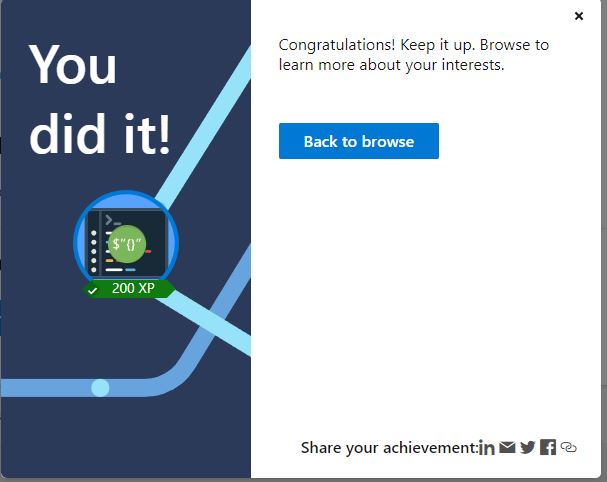 You
did it!
>_
$"{}"
200 XP
Congratulations! Keep it up. Browse to
learn more about your interests.
Back to browse
Share your achievement: